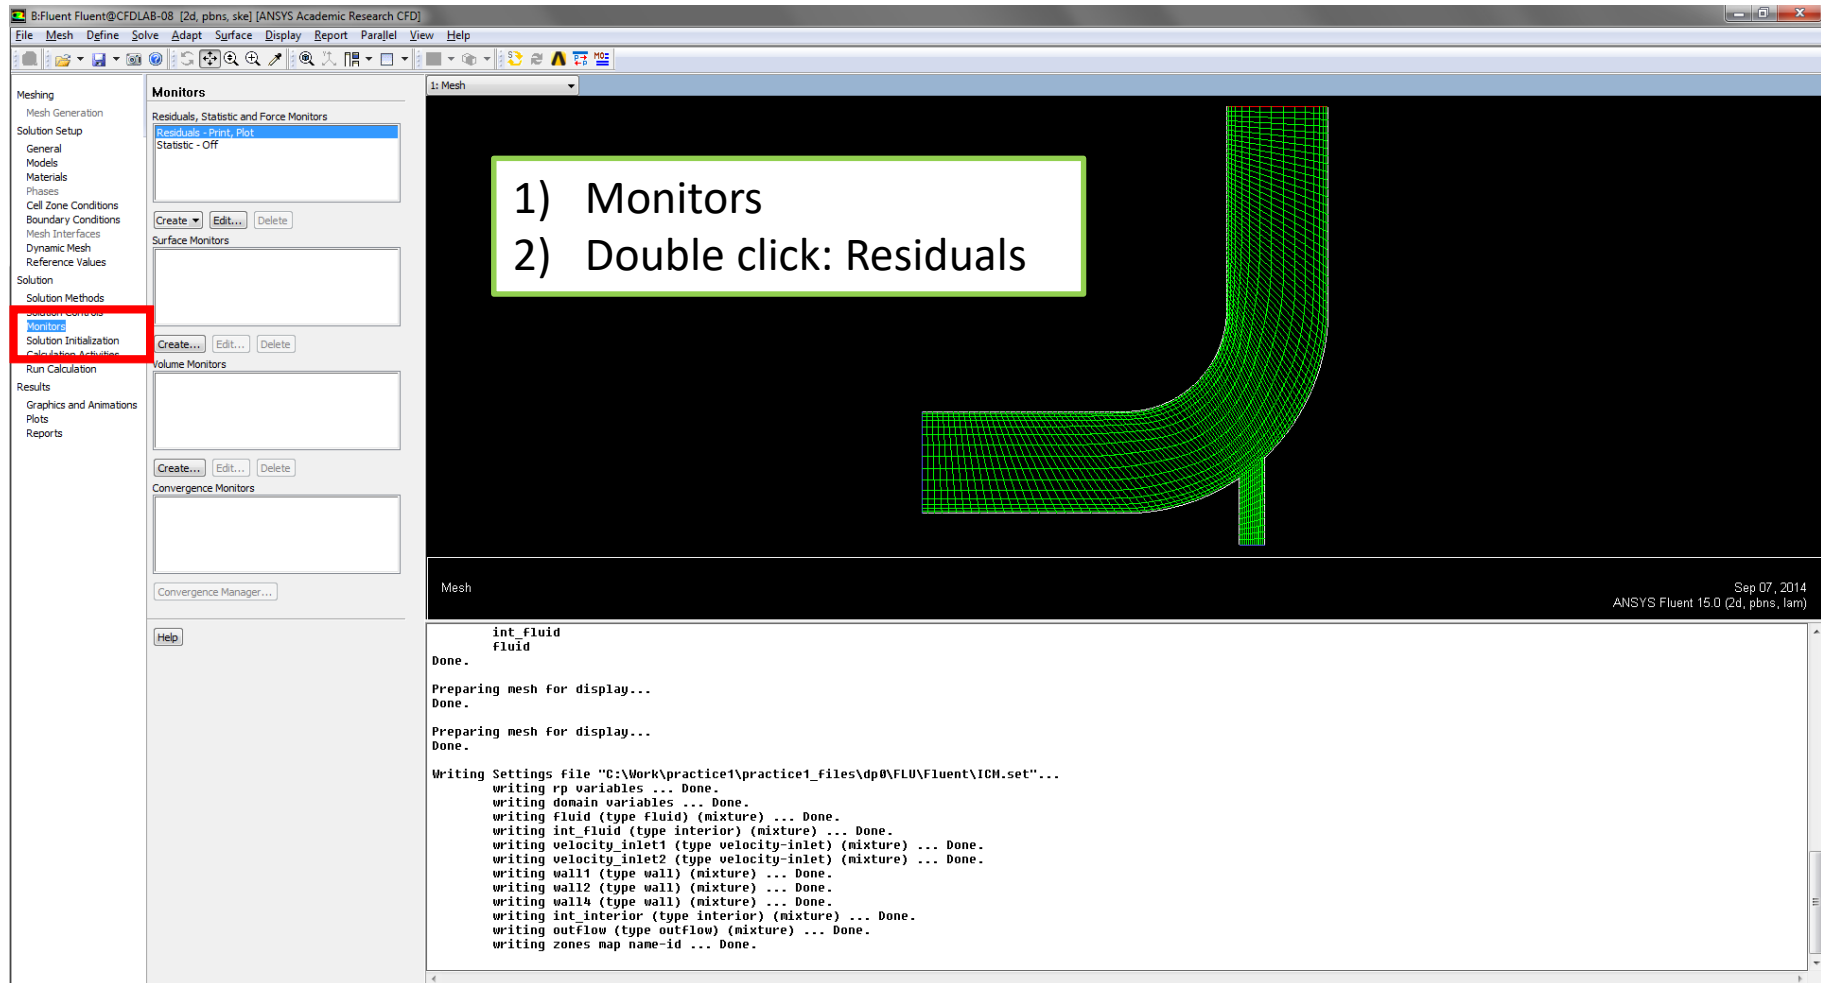 B:Fluent Fluent@CFDLAB-08 [2d, pbns, ske] [ANSYS Academic Research CFD]
File Mesh Define Solve Adapt Surface Display Report Parallel View Help
Meshing
Mesh Generation
Solution Setup
General
Models
Materials
Phases
Cell Zone Conditions
Boundary Conditions
Mesh Interfaces
Dynamic Mesh
Reference Values
Solution
Solution Methods
Solution Controls
Monitors
Solution Initialization
Calculation Activities
Run Calculation
Results
Graphics and Animations
Plots
Reports
Monitors
Residuals, Statistic and Force Monitors
Residuals - Print, Plot
Statistic - Off
Create Edit... Delete
Surface Monitors
Create... Edit... Delete
Volume Monitors
Create... Edit... Delete
Convergence Monitors
Convergence Manager...
Help
1: Mesh
1) Monitors
2) Double click: Residuals
Mesh
Sep 07, 2014
ANSYS Fluent 15.0 (2d, pbns, lam)
int_fluid
fluid
Done.
Preparing mesh for display...
Done.
Preparing mesh for display...
Done.
Writing Settings file "C:\Work\practice1\practice1_files\dp0\FLU\Fluent\ICM.set"...
writing rp variables ... Done.
writing domain variables ... Done.
writing fluid (type fluid) (mixture) ... Done.
writing int_fluid (type interior) (mixture) ... Done.
writing velocity_inlet1 (type velocity-inlet) (mixture) ... Done.
writing velocity_inlet2 (type velocity-inlet) (mixture) ... Done.
writing wall1 (type wall) (mixture) ... Done.
writing wall2 (type wall) (mixture) ... Done.
writing wall4 (type wall) (mixture) ... Done.
writing int_interior (type interior) (mixture) ... Done.
writing outflow (type outflow) (mixture) ... Done.
writing zones map name-id ... Done.